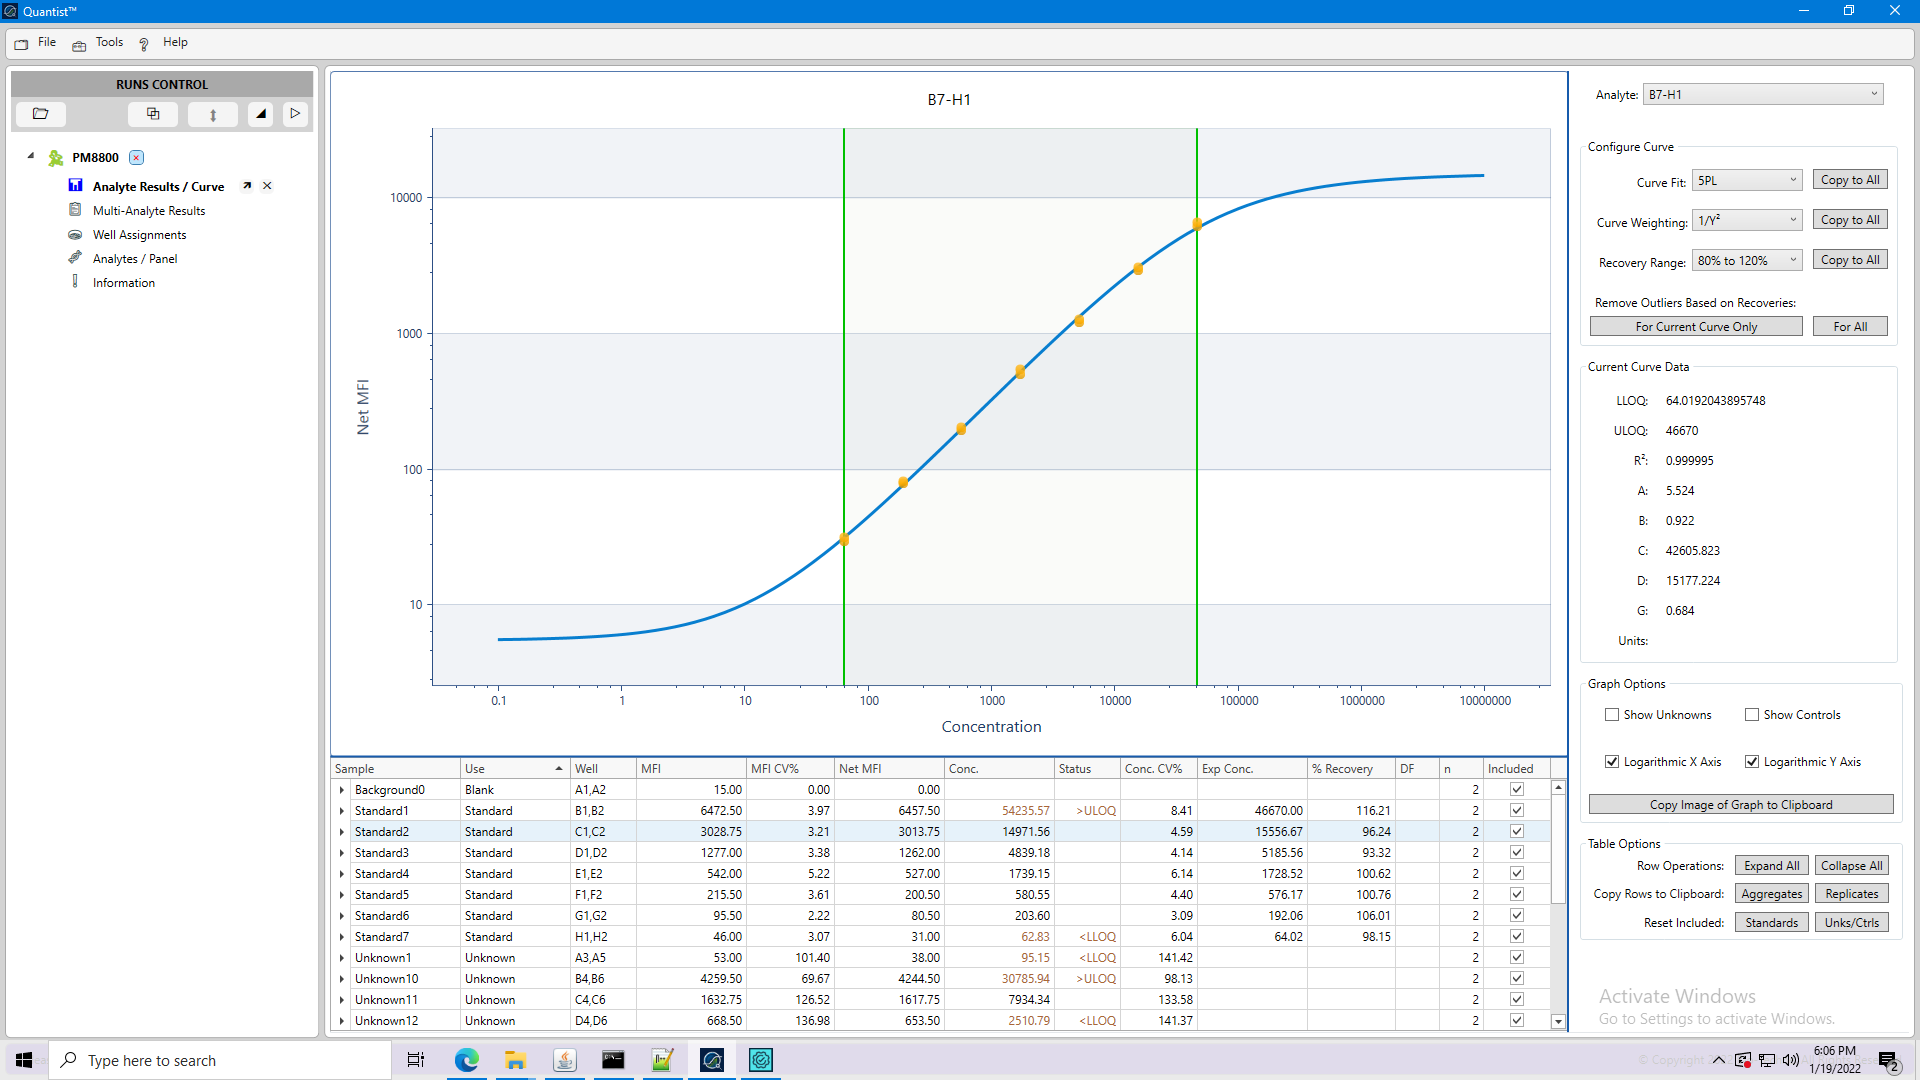 Quantist™
File Tools Help
RUNS CONTROL
PM8800
Analyte Results / Curve
Multi-Analyte Results
Well Assignments
Analytes / Panel
Information
B7-H1
10000
1000
100
10
Net MFI
0.1 1 10 100 1000 10000 100000 1000000 10000000
Concentration
Analyte: B7-H1
Configure Curve
Curve Fit: 5PL Copy to All
Curve Weighting: 1/Y² Copy to All
Recovery Range: 80% to 120% Copy to All
Remove Outliers Based on Recoveries:
For Current Curve Only For All
Current Curve Data
LLOQ: 64.0192043895748
ULOQ: 46670
R²: 0.999995
A: 5.524
B: 0.922
C: 42605.823
D: 15177.224
G: 0.684
Units:
Graph Options
Show Unknowns Show Controls
Logarithmic X Axis Logarithmic Y Axis
Copy Image of Graph to Clipboard
Table Options
Row Operations: Expand All Collapse All
Copy Rows to Clipboard: Aggregates Replicates
Reset Included: Standards Unks/Ctrls
Sample Use Well MFI MFI CV% Net MFI Conc. Status Conc. CV% Exp Conc. % Recovery DF n Included
Background0 Blank A1,A2 15.00 0.00 0.00 2
Standard1 Standard B1,B2 6472.50 3.97 6457.50 54235.57 >ULOQ 8.41 46670.00 116.21 2
Standard2 Standard C1,C2 3028.75 3.21 3013.75 14971.56 4.59 15556.67 96.24 2
Standard3 Standard D1,D2 1277.00 3.38 1262.00 4839.18 4.14 5185.56 93.32 2
Standard4 Standard E1,E2 542.00 5.22 527.00 1739.15 6.14 1728.52 100.62 2
Standard5 Standard F1,F2 215.50 3.61 200.50 580.55 4.40 576.17 100.76 2
Standard6 Standard G1,G2 95.50 2.22 80.50 203.60 3.09 192.06 106.01 2
Standard7 Standard H1,H2 46.00 3.07 31.00 62.83 <LLOQ 6.04 64.02 98.15 2
Unknown1 Unknown A3,A5 53.00 101.40 38.00 95.15 <LLOQ 141.42 2
Unknown10 Unknown B4,B6 4259.50 69.67 4244.50 30785.94 >ULOQ 98.13 2
Unknown11 Unknown C4,C6 1632.75 126.52 1617.75 7934.34 133.58 2
Unknown12 Unknown D4,D6 668.50 136.98 653.50 2510.79 <LLOQ 141.37 2
Activate Windows
Go to Settings to activate Windows.
Type here to search
© Copyright
6:06 PM
1/19/2022
2